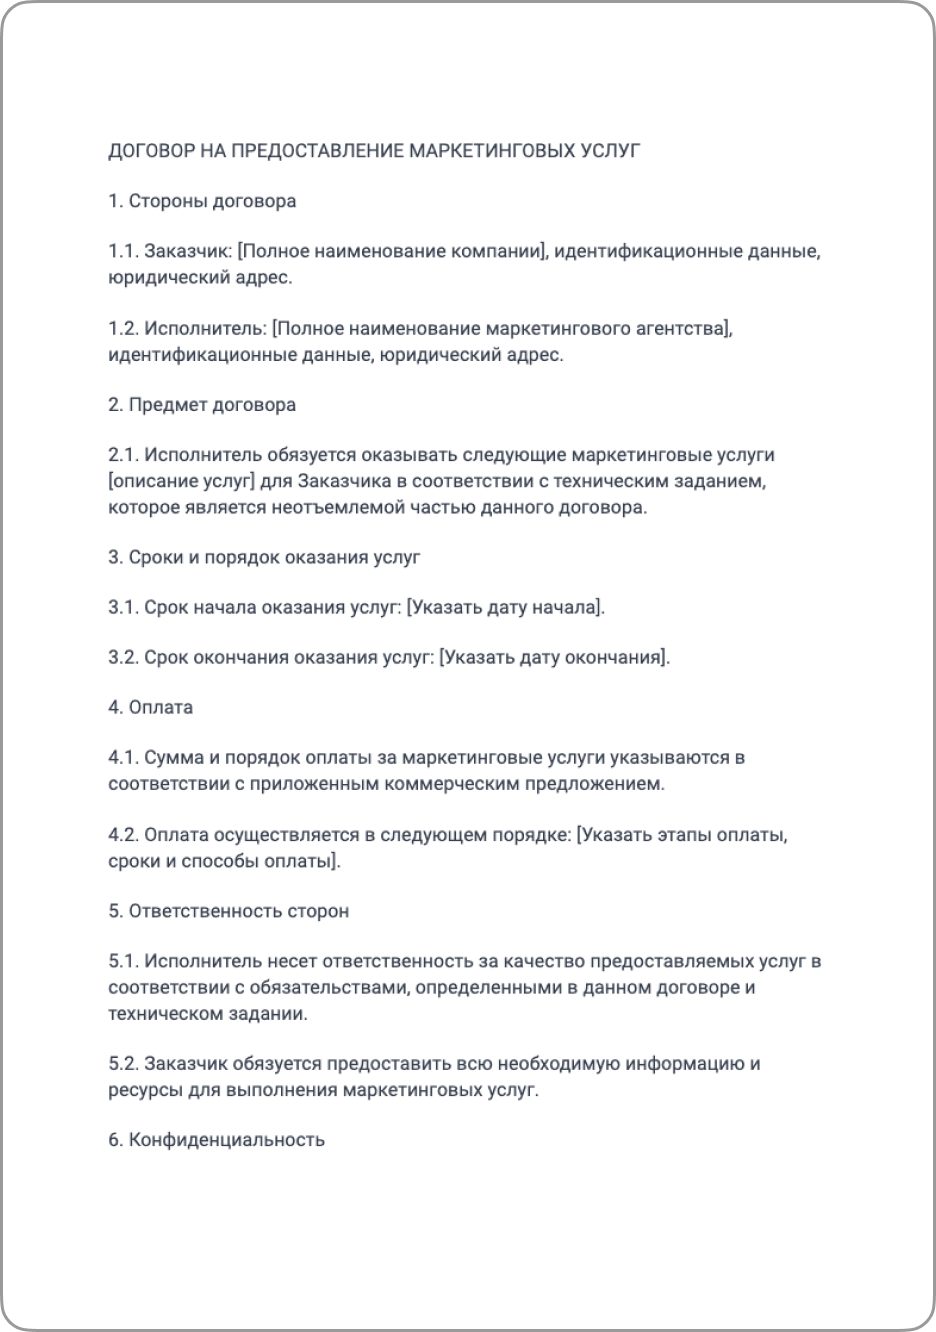 ДОГОВОР НА ПРЕДОСТАВЛЕНИЕ МАРКЕТИНГОВЫХ УСЛУГ
1. Стороны договора
1.1. Заказчик: [Полное наименование компании], идентификационные данные,
юридический адрес.
1.2. Исполнитель: [Полное наименование маркетингового агентства],
идентификационные данные, юридический адрес.
2. Предмет договора
2.1. Исполнитель обязуется оказывать следующие маркетинговые услуги
[описание услуг] для Заказчика в соответствии с техническим заданием,
которое является неотъемлемой частью данного договора.
3. Сроки и порядок оказания услуг
3.1. Срок начала оказания услуг: [Указать дату начала].
3.2. Срок окончания оказания услуг: [Указать дату окончания].
4. Оплата
4.1. Сумма и порядок оплаты за маркетинговые услуги указываются в
соответствии с приложенным коммерческим предложением.
4.2. Оплата осуществляется в следующем порядке: [Указать этапы оплаты,
сроки и способы оплаты].
5. Ответственность сторон
5.1. Исполнитель несет ответственность за качество предоставляемых услуг в
соответствии с обязательствами, определенными в данном договоре и
техническом задании.
5.2. Заказчик обязуется предоставить всю необходимую информацию и
ресурсы для выполнения маркетинговых услуг.
6. Конфиденциальность